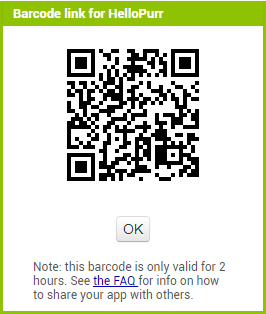 Barcode link for HelloPurr
OK
Note: this barcode is only valid for 2
hours. See the FAQ for info on how
to share your app with others.